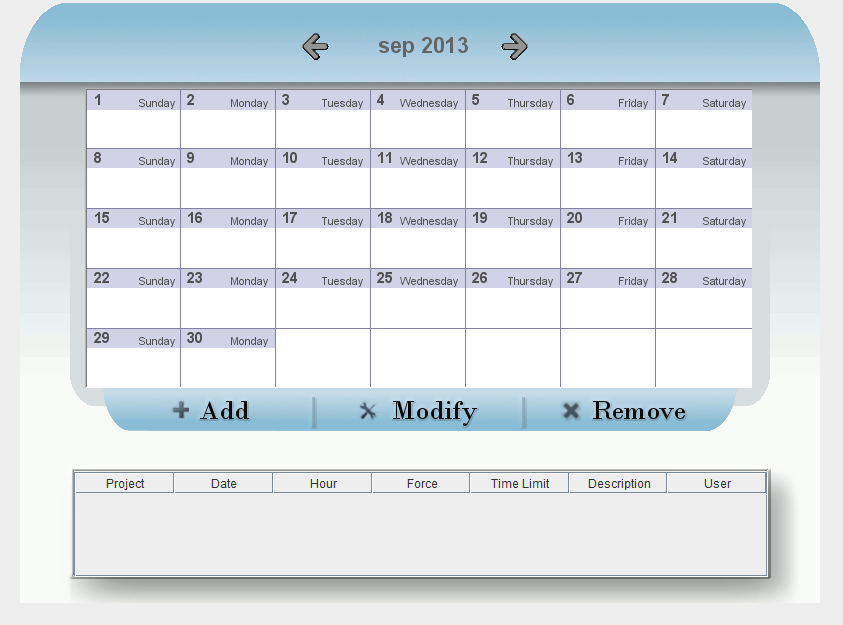 sep 2013
1 Sunday 2 Monday 3 Tuesday 4 Wednesday 5 Thursday 6 Friday 7 Saturday
8 Sunday 9 Monday 10 Tuesday 11 Wednesday 12 Thursday 13 Friday 14 Saturday
15 Sunday 16 Monday 17 Tuesday 18 Wednesday 19 Thursday 20 Friday 21 Saturday
22 Sunday 23 Monday 24 Tuesday 25 Wednesday 26 Thursday 27 Friday 28 Saturday
29 Sunday 30 Monday
Add Modify Remove
Project Date Hour Force Time Limit Description User